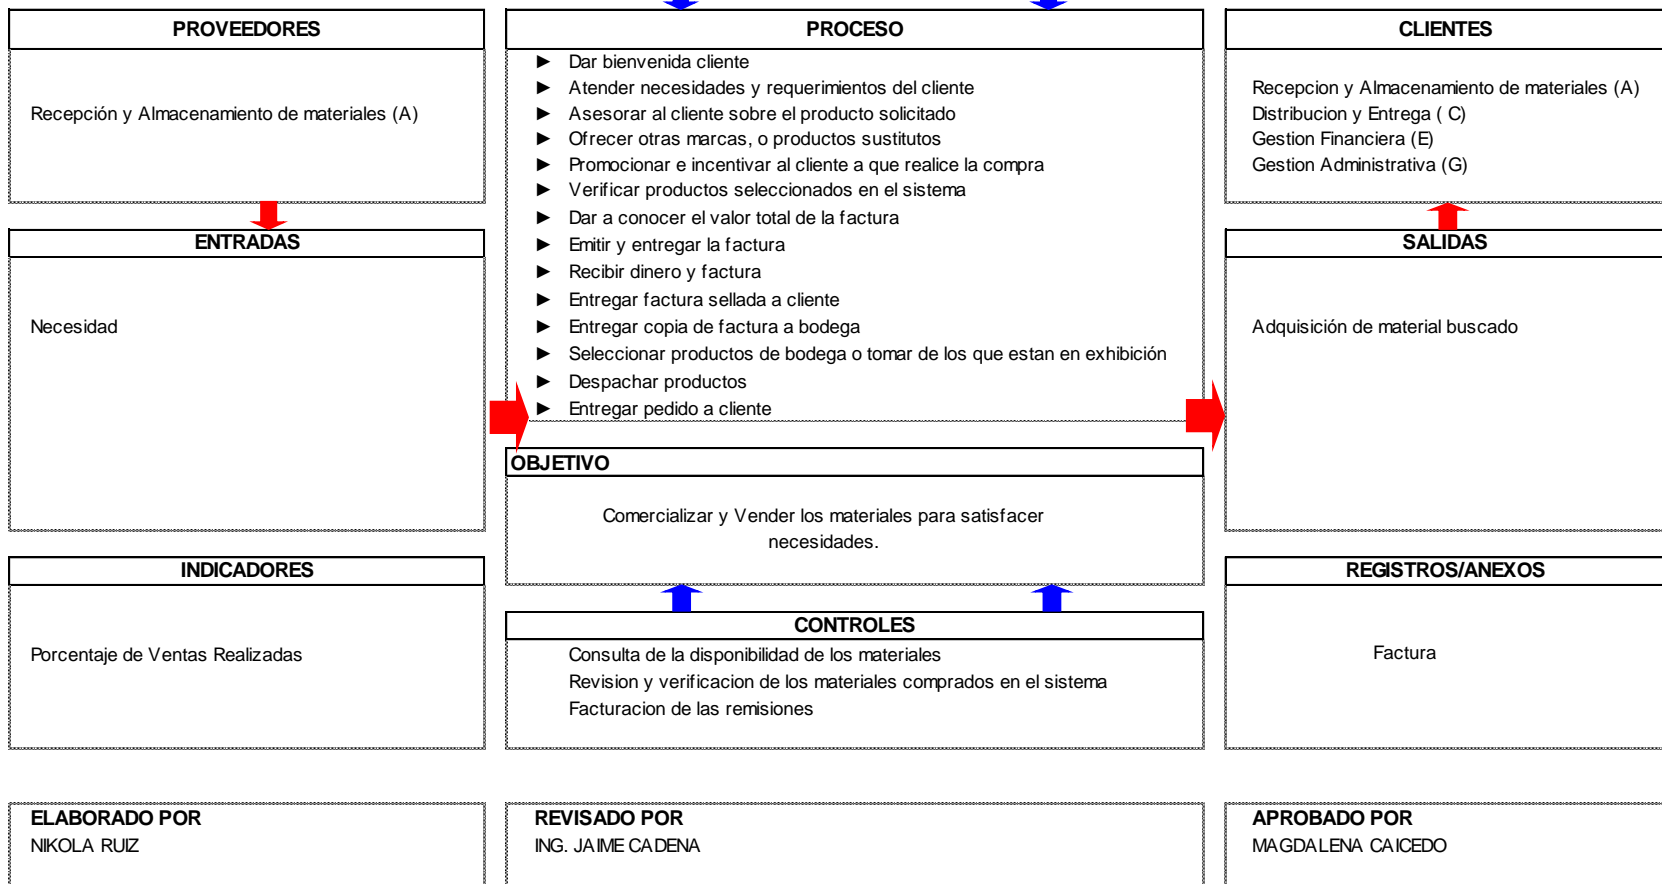 PROVEEDORES
Recepción y Almacenamiento de materiales (A)
ENTRADAS
Necesidad
INDICADORES
Porcentaje de Ventas Realizadas
PROCESO
► Dar bienvenida cliente
► Atender necesidades y requerimientos del cliente
► Asesorar al cliente sobre el producto solicitado
► Ofrecer otras marcas, o productos sustitutos
► Promocionar e incentivar al cliente a que realice la compra
► Verificar productos seleccionados en el sistema
► Dar a conocer el valor total de la factura
► Emitir y entregar la factura
► Recibir dinero y factura
► Entregar factura sellada a cliente
► Entregar copia de factura a bodega
► Seleccionar productos de bodega o tomar de los que estan en exhibición
► Despachar productos
► Entregar pedido a cliente
OBJETIVO
Comercializar y Vender los materiales para satisfacer
necesidades.
CONTROLES
Consulta de la disponibilidad de los materiales
Revision y verificacion de los materiales comprados en el sistema
Facturacion de las remisiones
CLIENTES
Recepcion y Almacenamiento de materiales (A)
Distribucion y Entrega ( C)
Gestion Financiera (E)
Gestion Administrativa (G)
SALIDAS
Adquisición de material buscado
REGISTROS/ANEXOS
Factura
ELABORADO POR
NIKOLA RUIZ
REVISADO POR
ING. JAIME CADENA
APROBADO POR
MAGDALENA CAICEDO